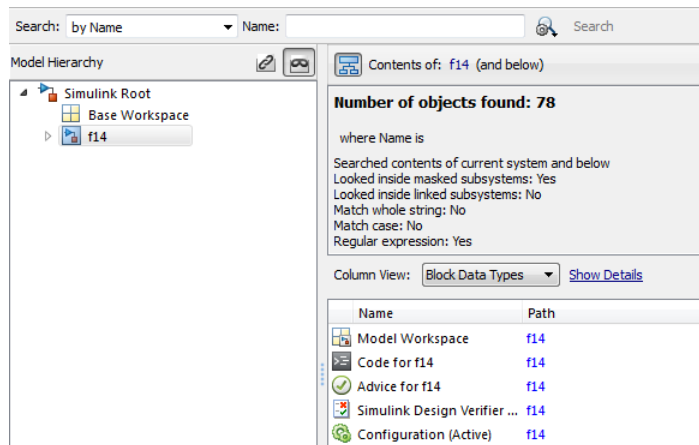 Search: by Name Name: Search
Model Hierarchy
Contents of: f14 (and below)
Simulink Root
Base Workspace
f14
Number of objects found: 78
where Name is
Searched contents of current system and below
Looked inside masked subsystems: Yes
Looked inside linked subsystems: No
Match whole string: No
Match case: No
Regular expression: Yes
Column View: Block Data Types Show Details
Name Path
Model Workspace f14
Code for f14 f14
Advice for f14 f14
Simulink Design Verifier ... f14
Configuration (Active) f14